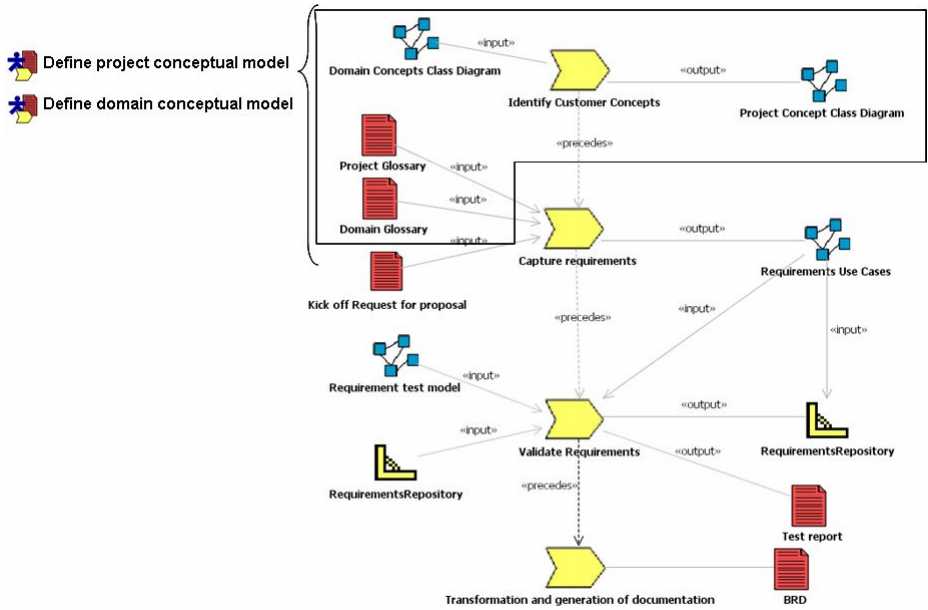 Define project conceptual model
Define domain conceptual model
«input»
Domain Concepts Class Diagram
«output»
Identify Customer Concepts
Project Concept Class Diagram
«precedes»
Project Glossary
«input»
«input»
Domain Glossary
«output»
«input»
Capture requirements
Requirements Use Cases
Kick off Request for proposal
«input»
«precedes»
«input»
«input»
Requirement test model
«output»
«input»
Validate Requirements
RequirementsRepository
«output»
RequirementsRepository
«precedes»
Test report
Transformation and generation of documentation
BRD